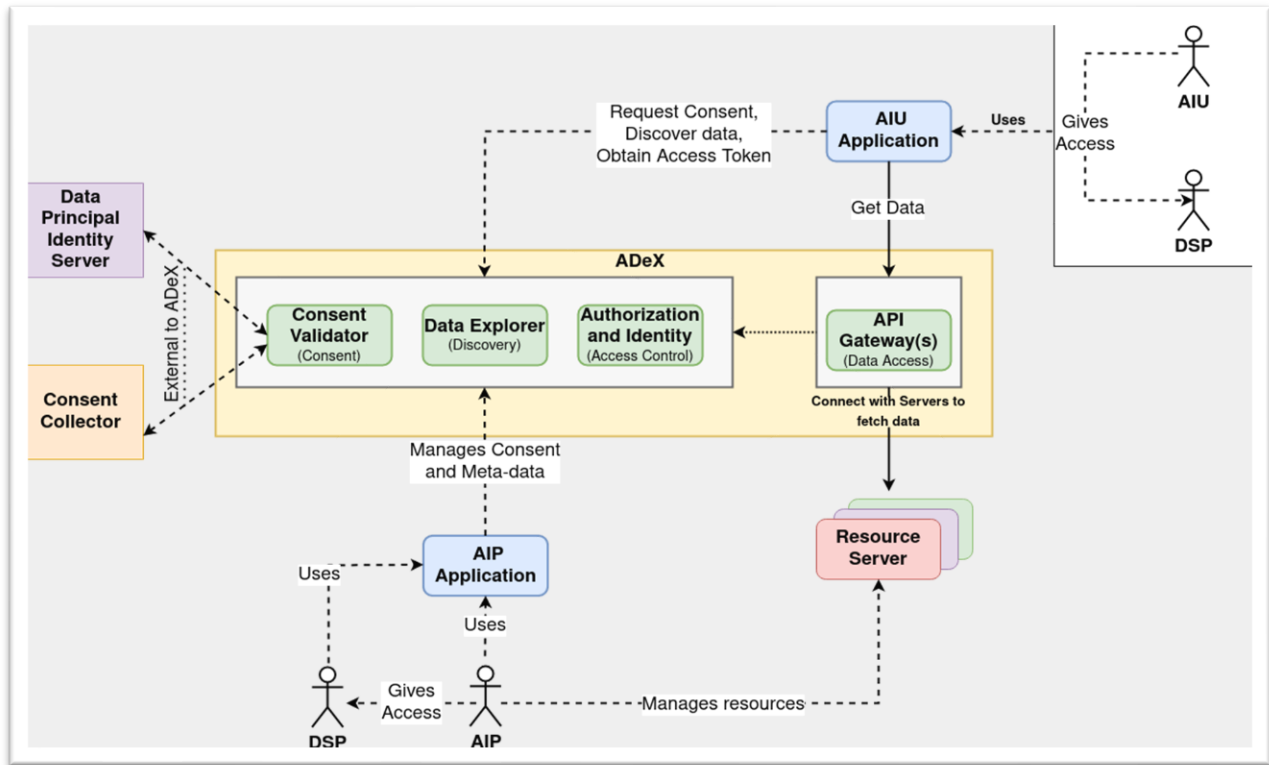 AIU
Gives
Access
DSP
Uses
AIU
Application
Request Consent,
Discover data,
Obtain Access Token
Get Data
Data
Principal
Identity
Server
External to ADeX
Consent
Collector
ADeX
Consent
Validator
(Consent)
Data Explorer
(Discovery)
Authorization
and Identity
(Access Control)
API
Gateway(s)
(Data Access)
Connect with Servers to
fetch data
Manages Consent
and Meta-data
Resource
Server
AIP
Application
Uses
Uses
Gives
Access
Manages resources
DSP
AIP